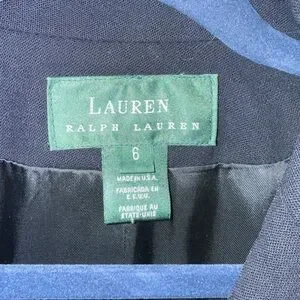 LAUREN
RALPH LAUREN
6
MADE IN U.S.A.
FABRICADA EN
E.E.U.U.
FABRIQUE AU
ETATS-UNIS